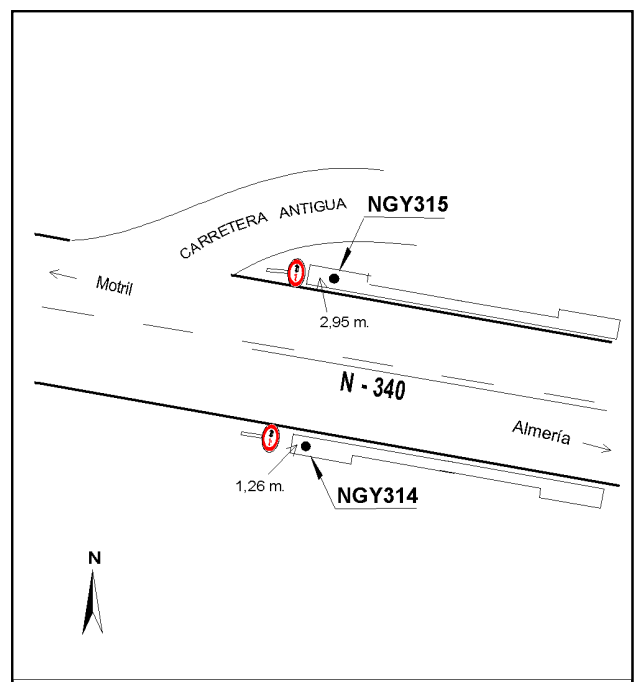 CARRETERA ANTIGUA
NGY315
Motril
2,95 m.
N - 340
Almería
1,26 m.
NGY314
N